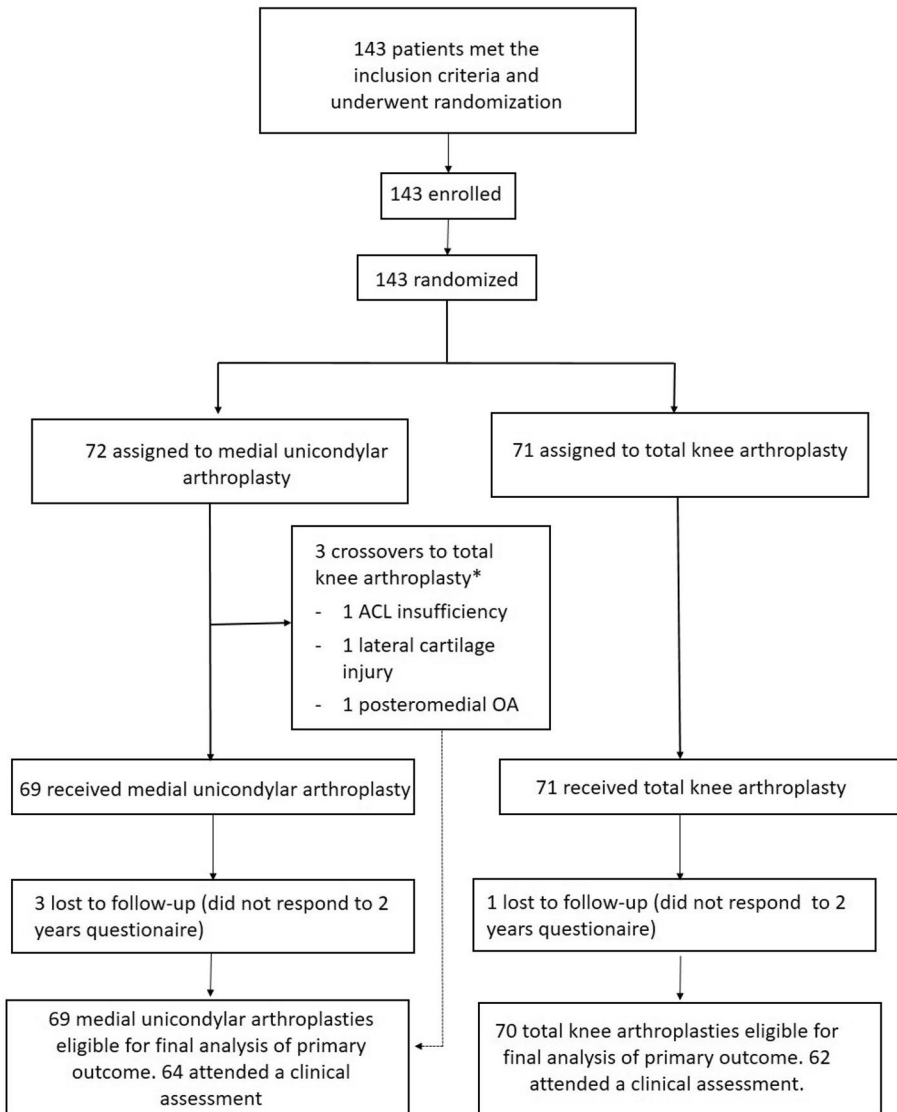 143 patients met the
inclusion criteria and
underwent randomization
143 enrolled
143 randomized
72 assigned to medial unicondylar
arthroplasty
71 assigned to total knee arthroplasty
3 crossovers to total
knee arthroplasty*
- 1 ACL insufficiency
- 1 lateral cartilage
injury
- 1 posteromedial OA
69 received medial unicondylar arthroplasty
71 received total knee arthroplasty
3 lost to follow-up (did not respond to 2
years questionaire)
1 lost to follow-up (did not respond to 2
years questionaire)
69 medial unicondylar arthroplasties
eligible for final analysis of primary
outcome. 64 attended a clinical
assessment
70 total knee arthroplasties eligible for
final analysis of primary outcome. 62
attended a clinical assessment.